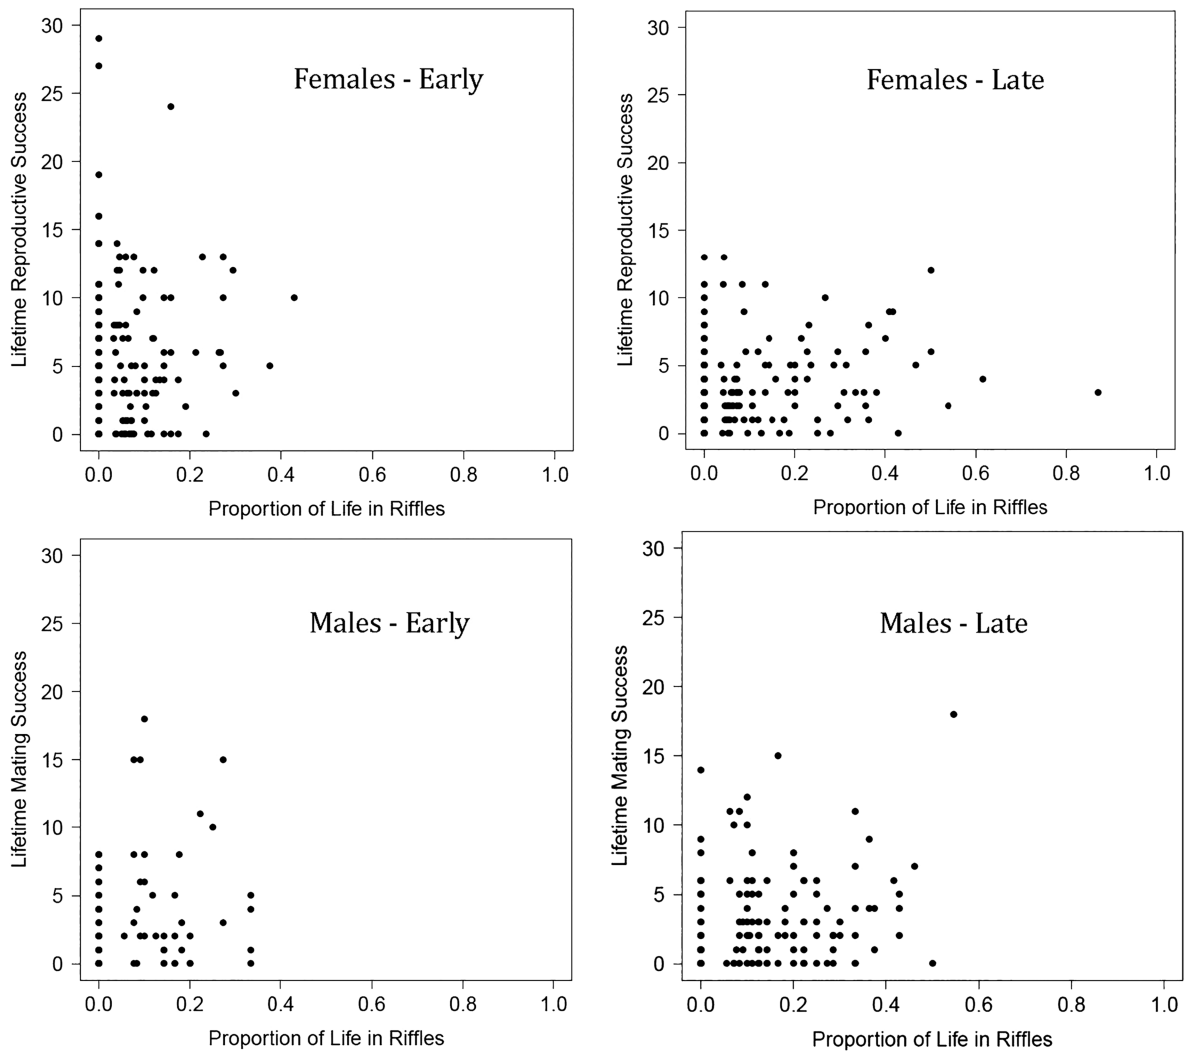 Females - Early
Lifetime Reproductive Success
30
25
20
15
10
5
0
0.0 0.2 0.4 0.6 0.8 1.0
Proportion of Life in Riffles
Females - Late
Lifetime Reproductive Success
30
25
20
15
10
5
0
0.0 0.2 0.4 0.6 0.8 1.0
Proportion of Life in Riffles
Males - Early
Lifetime Mating Success
30
25
20
15
10
5
0
0.0 0.2 0.4 0.6 0.8 1.0
Proportion of Life in Riffles
Males - Late
Lifetime Mating Success
30
25
20
15
10
5
0
0.0 0.2 0.4 0.6 0.8 1.0
Proportion of Life in Riffles